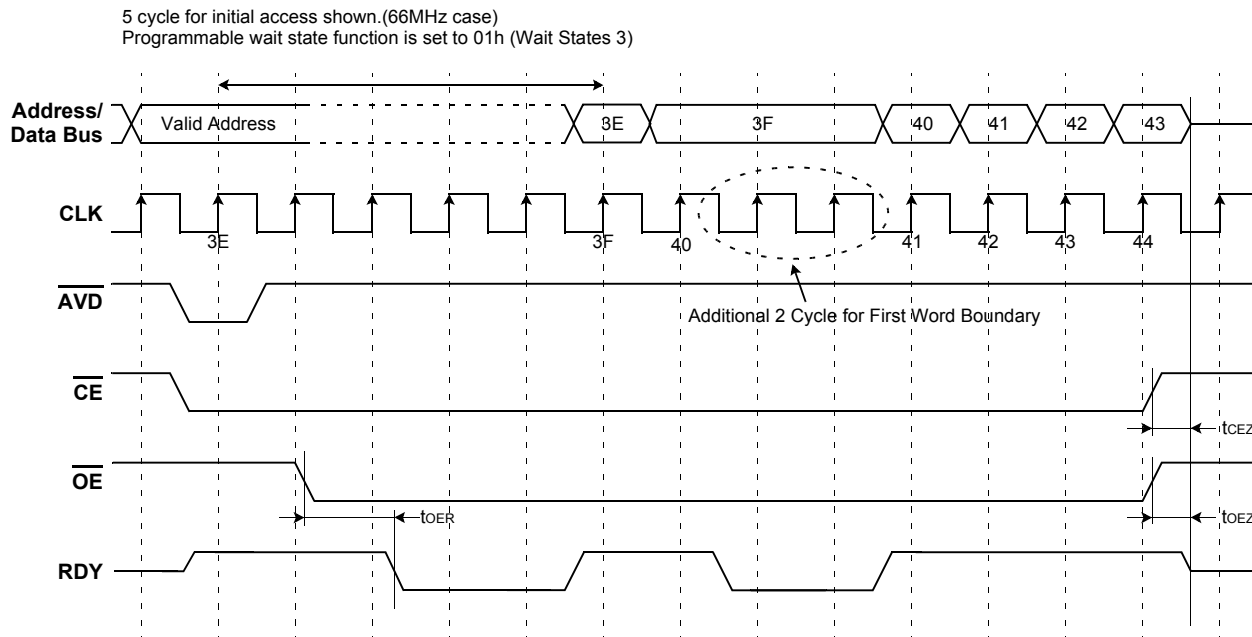 5 cycle for initial access shown.(66MHz case)
Programmable wait state function is set to 01h (Wait States 3)
Address/
Data Bus
Valid Address
3E
3F
40
41
42
43
CLK
3E
3F
40
41
42
43
44
AVD
Additional 2 Cycle for First Word Boundary
CE
tCEZ
OE
tOER
tOEZ
RDY